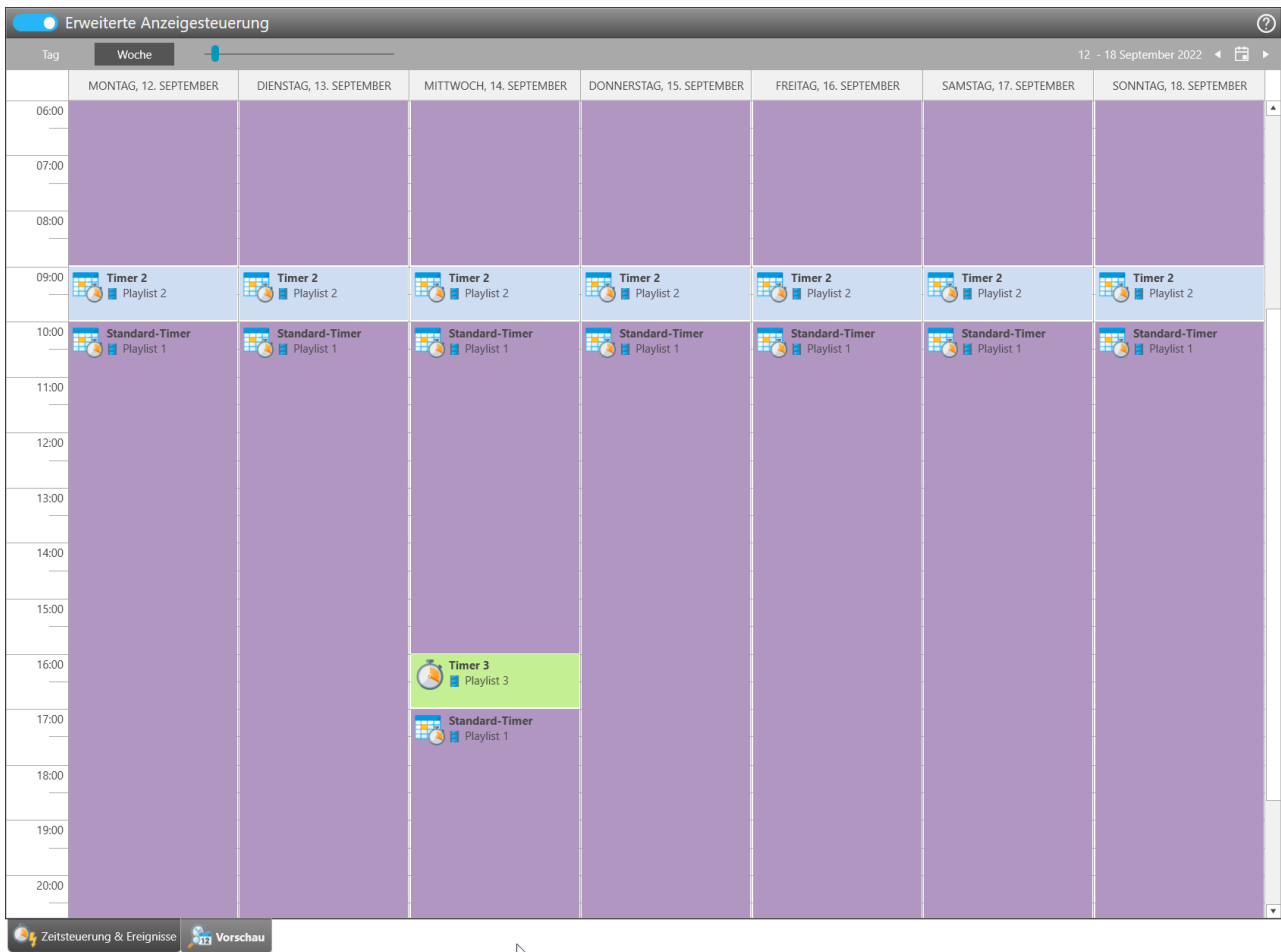 Erweiterte Anzeigesteuerung
Tag Woche 12 - 18 September 2022
MONTAG, 12. SEPTEMBER DIENSTAG, 13. SEPTEMBER MITTWOCH, 14. SEPTEMBER DONNERSTAG, 15. SEPTEMBER FREITAG, 16. SEPTEMBER SAMSTAG, 17. SEPTEMBER SONNTAG, 18. SEPTEMBER
06:00
07:00
08:00
09:00 Timer 2 Timer 2 Timer 2 Timer 2 Timer 2 Timer 2 Timer 2
Playlist 2 Playlist 2 Playlist 2 Playlist 2 Playlist 2 Playlist 2 Playlist 2
10:00 Standard-Timer Standard-Timer Standard-Timer Standard-Timer Standard-Timer Standard-Timer Standard-Timer
Playlist 1 Playlist 1 Playlist 1 Playlist 1 Playlist 1 Playlist 1 Playlist 1
11:00
12:00
13:00
14:00
15:00
16:00 Timer 3
Playlist 3
17:00 Standard-Timer
Playlist 1
18:00
19:00
20:00
Zeitsteuerung & Ereignisse 12 Vorschau